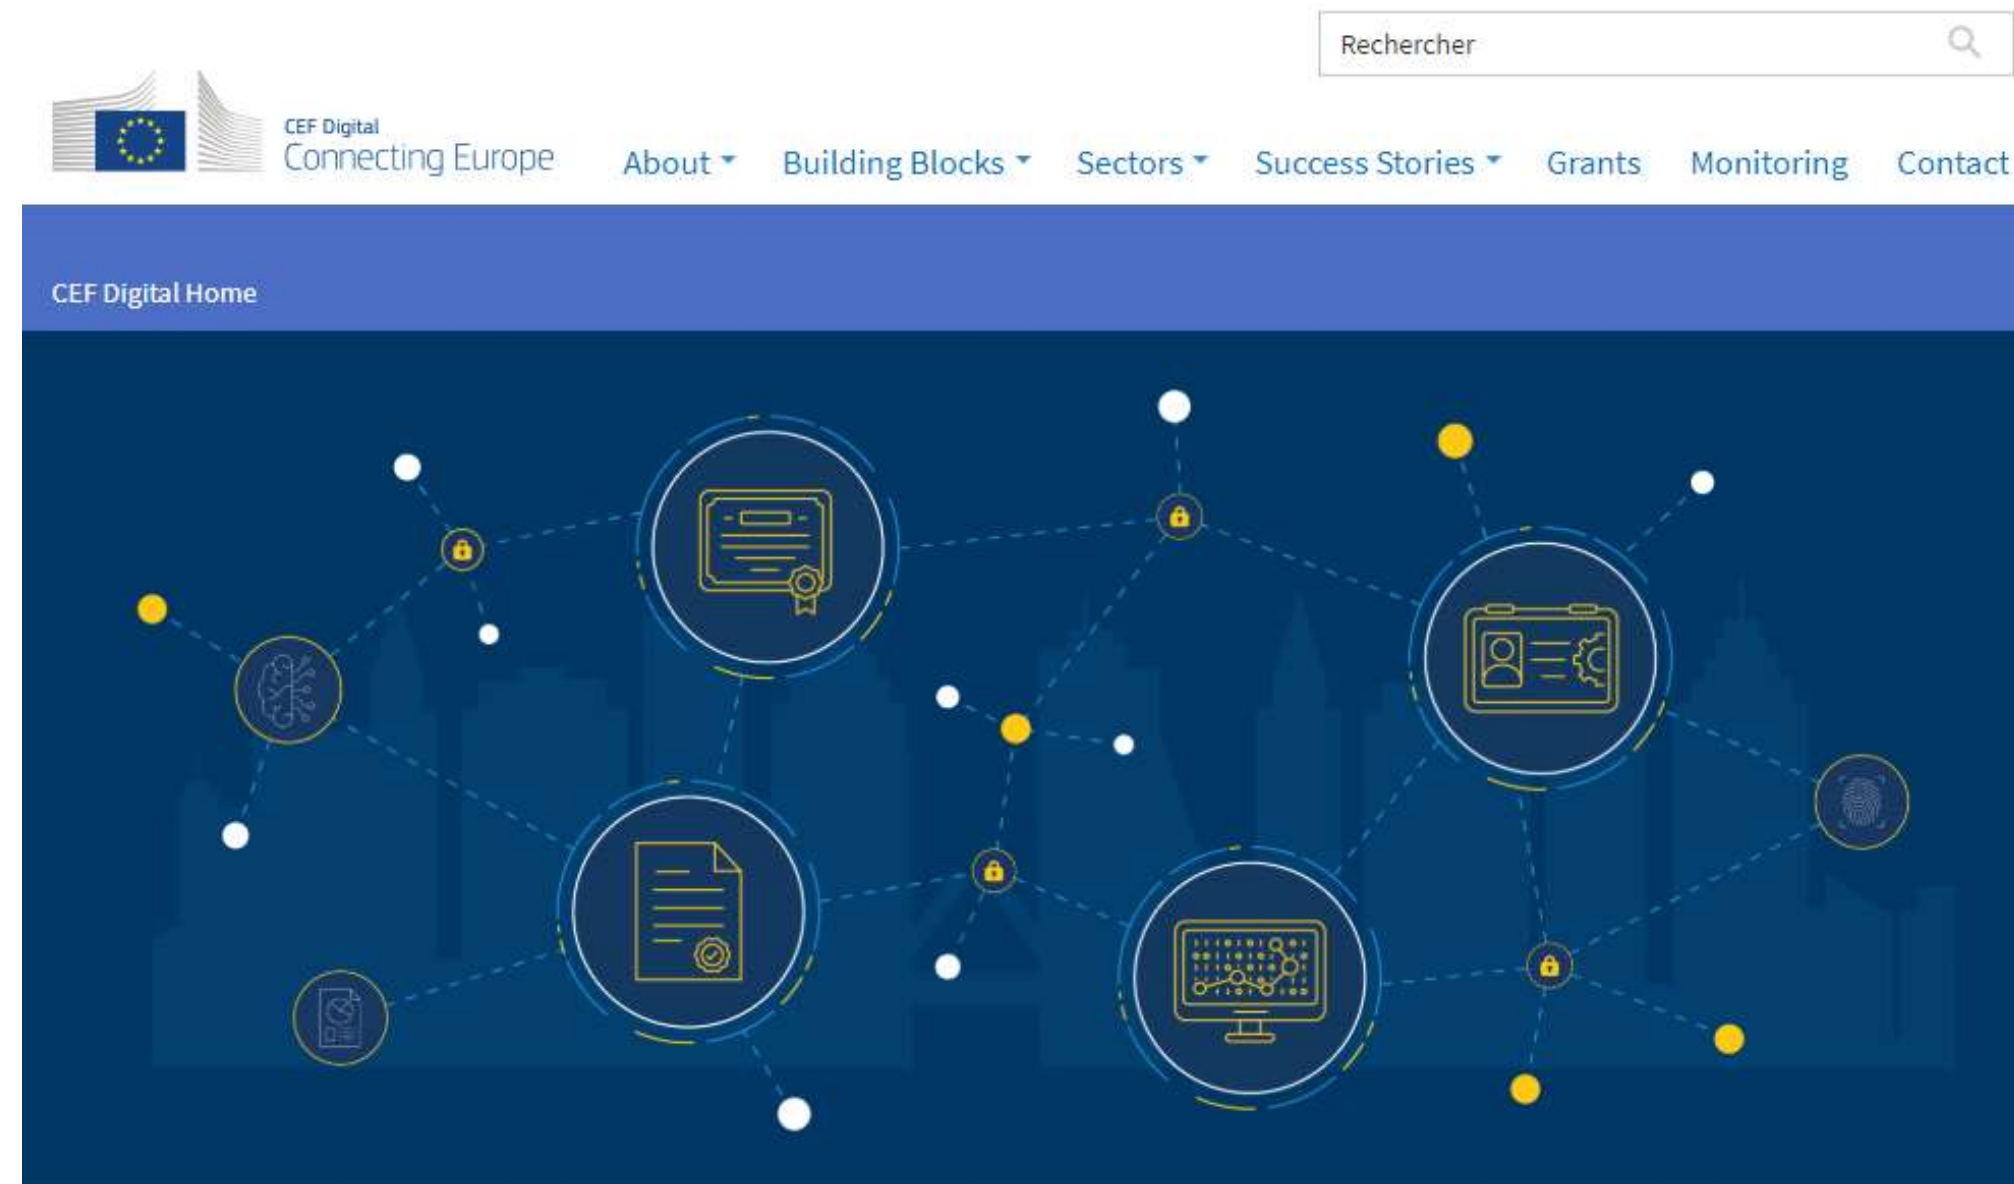 Rechercher
CEF Digital
Connecting Europe
About Building Blocks Sectors Success Stories Grants Monitoring Contact
CEF Digital Home